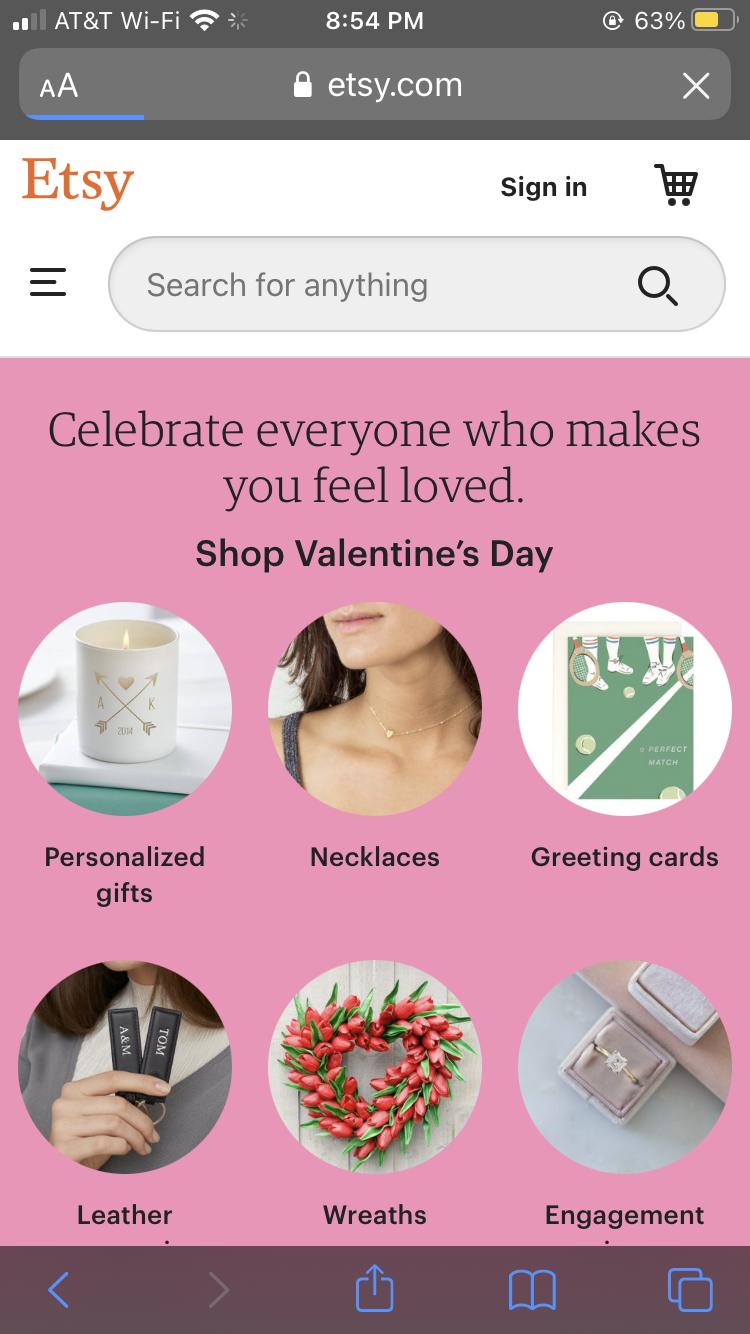 AT&T Wi-Fi 8:54 PM 63%
AA etsy.com
Etsy
Sign in
Search for anything
Celebrate everyone who makes
you feel loved.
Shop Valentine's Day
A K
2014
A PERFECT
MATCH
Personalized
gifts
Necklaces
Greeting cards
A&M
TOM
Leather
Wreaths
Engagement